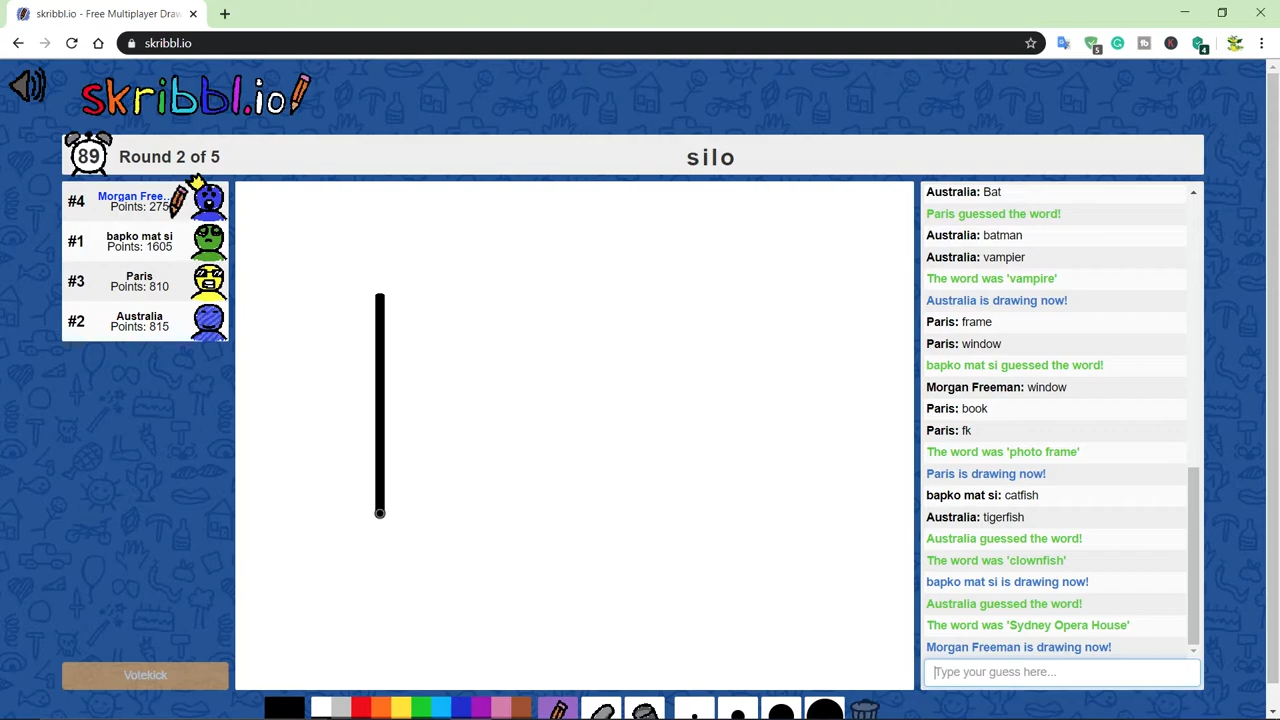 skribbl.io - Free Multiplayer Draw
skribbl.io
5
K
4
skribbl.io
89
Round 2 of 5
silo
#4
Morgan Free...
Points: 275
#1
bapko mat si
Points: 1605
#3
Paris
Points: 810
#2
Australia
Points: 815
Votekick
Australia: Bat
Paris guessed the word!
Australia: batman
Australia: vampier
The word was 'vampire'
Australia is drawing now!
Paris: frame
Paris: window
bapko mat si guessed the word!
Morgan Freeman: window
Paris: book
Paris: fk
The word was 'photo frame'
Paris is drawing now!
bapko mat si: catfish
Australia: tigerfish
Australia guessed the word!
The word was 'clownfish'
bapko mat si is drawing now!
Australia guessed the word!
The word was 'Sydney Opera House'
Morgan Freeman is drawing now!
Type your guess here...